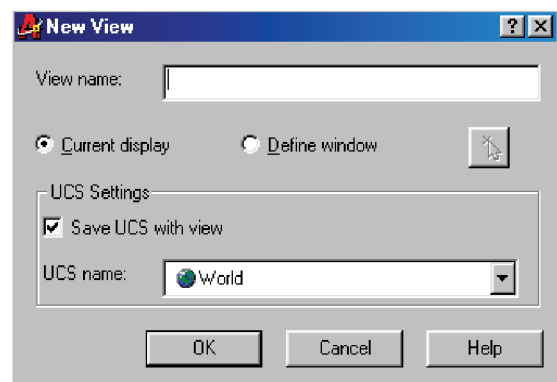 New View
View name:
Current display Define window
UCS Settings
Save UCS with view
UCS name: World
OK Cancel Help